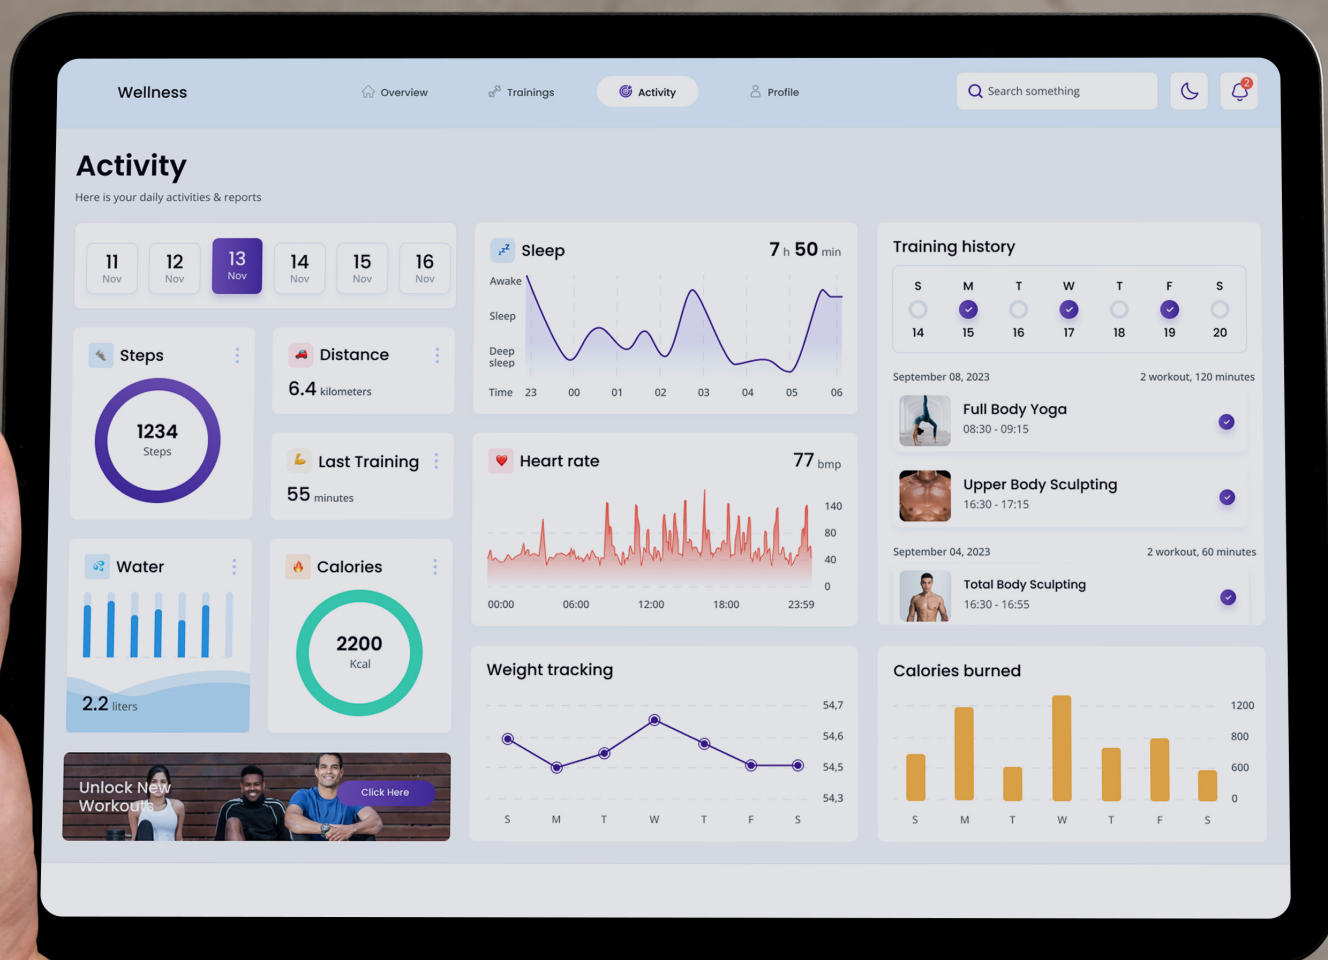 Wellness
Overview
Trainings
Activity
Profile
Search something
2
Activity
Here is your daily activities & reports
11 12 13 14 15 16
Nov Nov Nov Nov Nov Nov
Steps
1234
Steps
Distance
6.4 kilometers
Last Training
55 minutes
Water
2.2 liters
Calories
2200
Kcal
Unlock New
Workouts
Click Here
Sleep
7 h 50 min
Awake
Sleep
Deep
sleep
Time 23 00 01 02 03 04 05 06
Heart rate
77 bmp
140
80
40
0
00:00 06:00 12:00 18:00 23:59
Weight tracking
54,7
54,6
54,5
54,3
S M T W T F S
Training history
S M T W T F S
14 15 16 17 18 19 20
September 08, 2023 2 workout, 120 minutes
Full Body Yoga
08:30 - 09:15
Upper Body Sculpting
16:30 - 17:15
September 04, 2023 2 workout, 60 minutes
Total Body Sculpting
16:30 - 16:55
Calories burned
1200
800
600
0
S M T W T F S